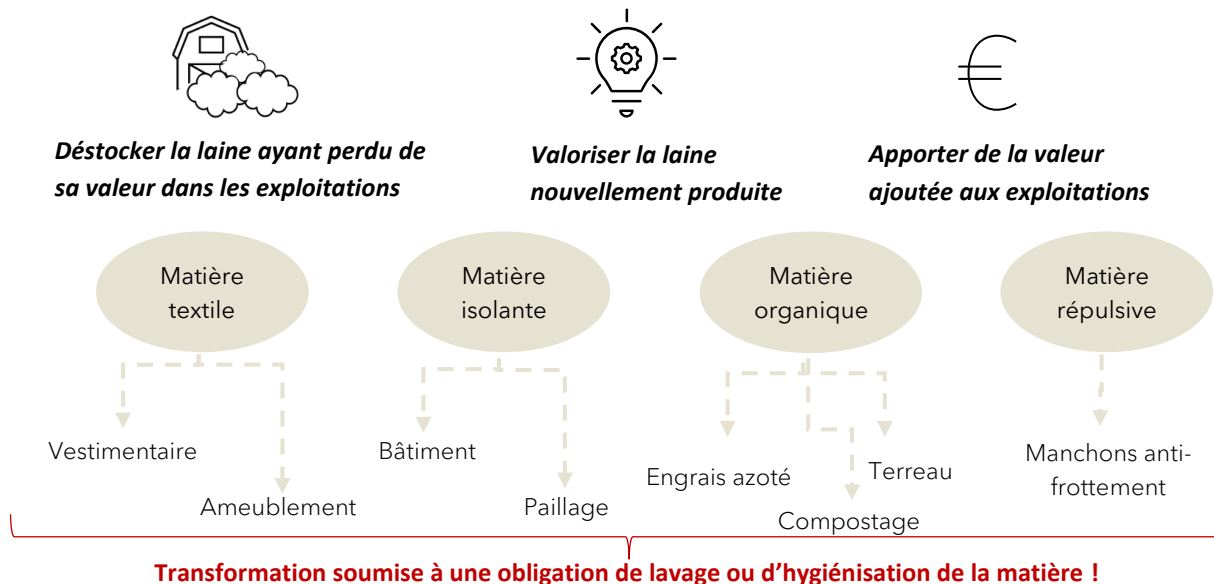 Déstocker la laine ayant perdu de
sa valeur dans les exploitations
Valoriser la laine
nouvellement produite
Apporter de la valeur
ajoutée aux exploitations
Matière
textile
Matière
isolante
Matière
organique
Matière
répulsive
Vestimentaire
Ameublement
Bâtiment
Paillage
Engrais azoté
Compostage
Terreau
Manchons anti-
frottement
Transformation soumise à une obligation de lavage ou d’hygiénisation de la matière !